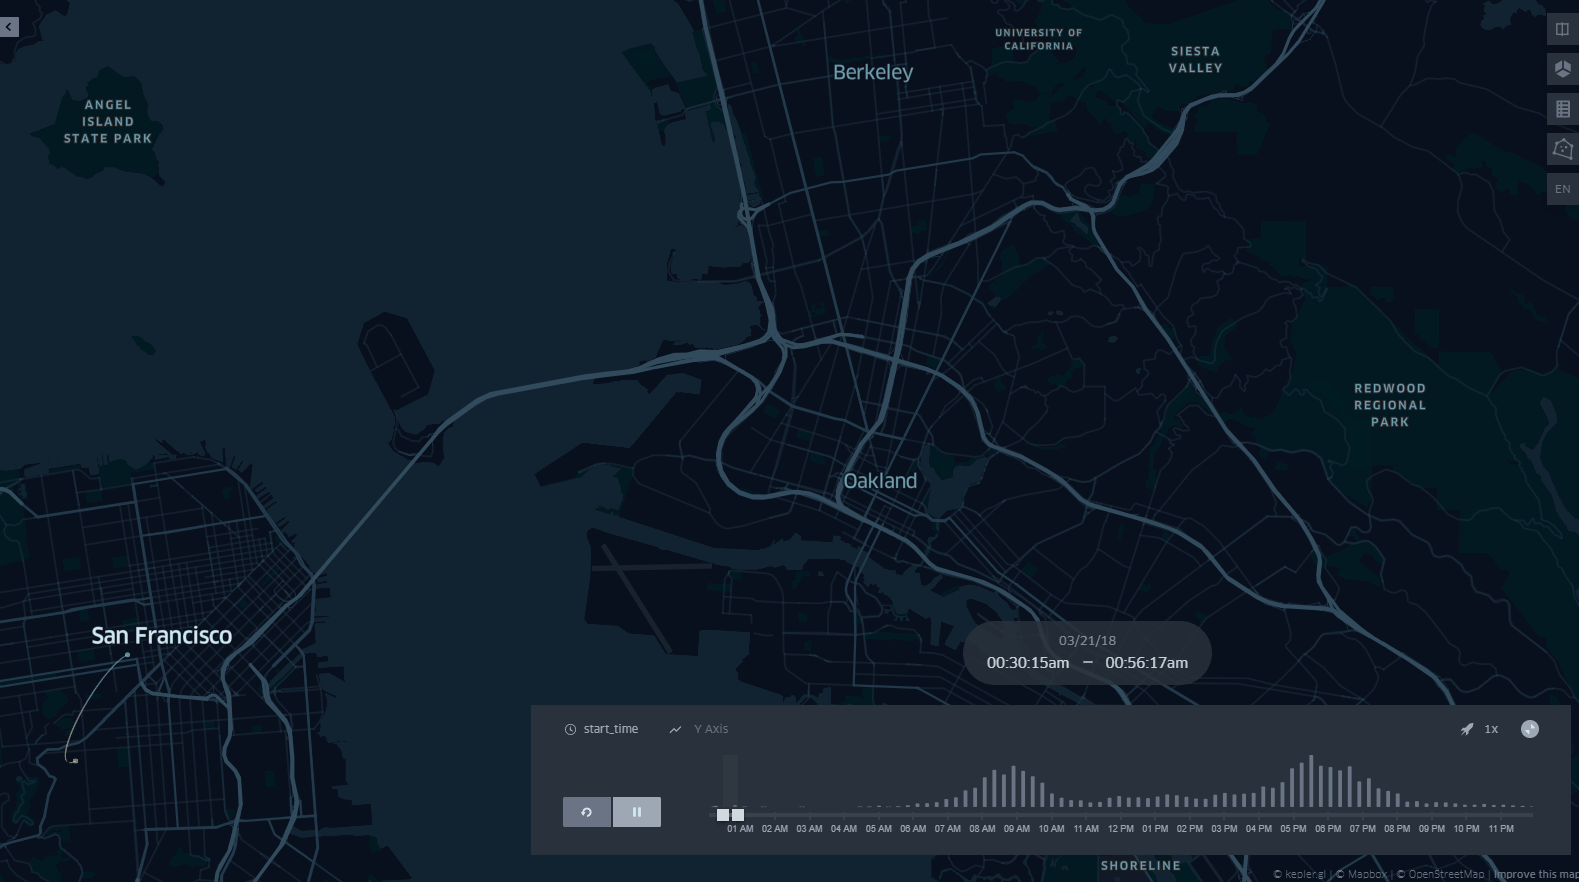 UNIVERSITY OF
CALIFORNIA
SIESTA
VALLEY
Berkeley
ANGEL
ISLAND
STATE PARK
EN
REDWOOD
REGIONAL
PARK
Oakland
San Francisco
03/21/18
00:30:15am – 00:56:17am
start_time
Y Axis
1x
01 AM 02 AM 03 AM 04 AM 05 AM 06 AM 07 AM 08 AM 09 AM 10 AM 11 AM 12 PM 01 PM 02 PM 03 PM 04 PM 05 PM 06 PM 07 PM 08 PM 09 PM 10 PM 11 PM
SHORELINE
© kepler.gl | © Mapbox | © OpenStreetMap | Improve this map